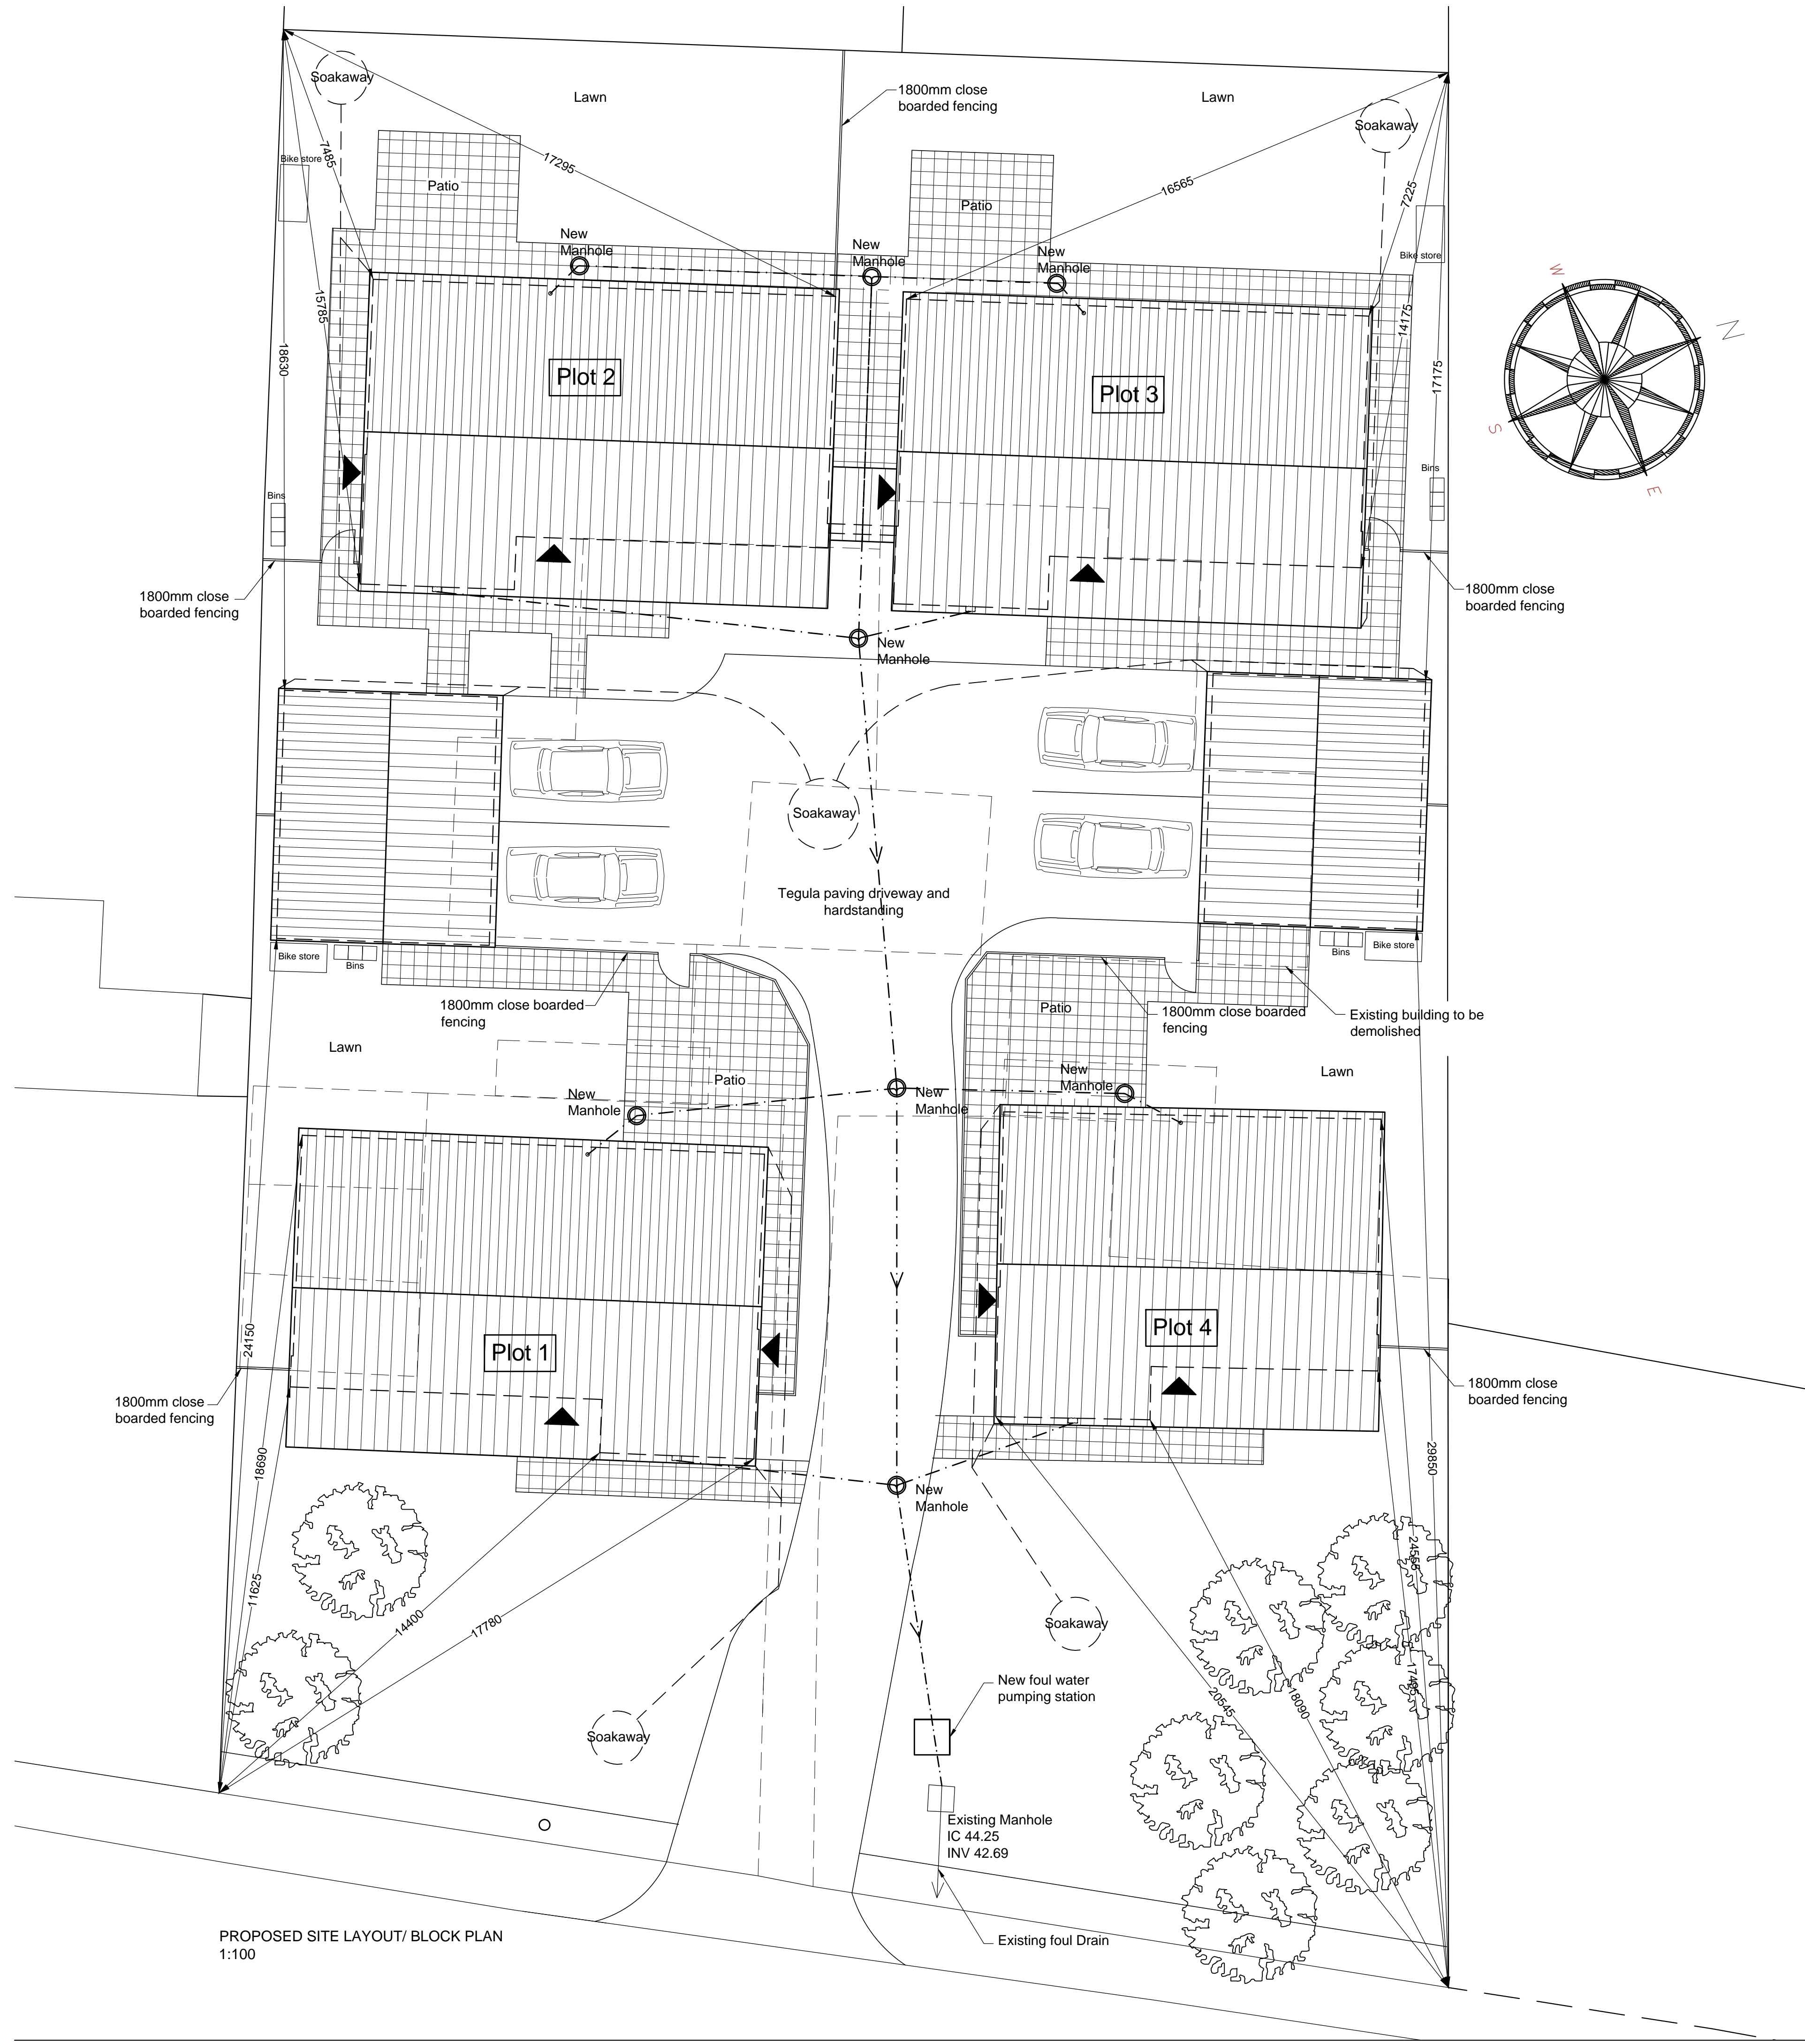 Soakaway
Lawn
1800mm close
boarded fencing
Lawn
Soakaway
Bike store
7485
17295
Patio
16565
7225
Patio
Bike store
New
Manhole
New
Manhole
New
Manhole
W
N
S
E
15785
18630
14175
17175
Plot 2
Plot 3
Bins
Bins
1800mm close
boarded fencing
1800mm close
boarded fencing
New
Manhole
Soakaway
Tegula paving driveway and
hardstanding
Bike store
Bins
Bins
Bike store
1800mm close boarded
fencing
Patio
1800mm close boarded
fencing
Existing building to be
demolished
Lawn
Patio
New
Manhole
New
Manhole
New
Manhole
Lawn
24150
Plot 1
Plot 4
1800mm close
boarded fencing
1800mm close
boarded fencing
18690
29850
New
Manhole
11625
14400
17780
24555
Soakaway
New foul water
pumping station
20545
18090
17495
Soakaway
Existing Manhole
IC 44.25
INV 42.69
PROPOSED SITE LAYOUT/ BLOCK PLAN
1:100
Existing foul Drain